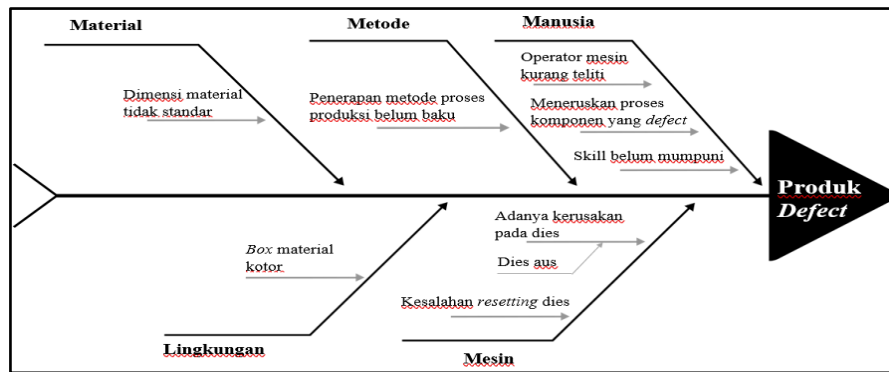 Material
Dimensi material
tidak standar
Metode
Penerapan metode proses
produksi belum baku
Manusia
Operator mesin
kurang teliti
Meneruskan proses
komponen yang defect
Skill belum mumpuni
Produk
Defect
Box material
kotor
Lingkungan
Adanya kerusakan
pada dies
Dies aus
Kesalahan resetting dies
Mesin